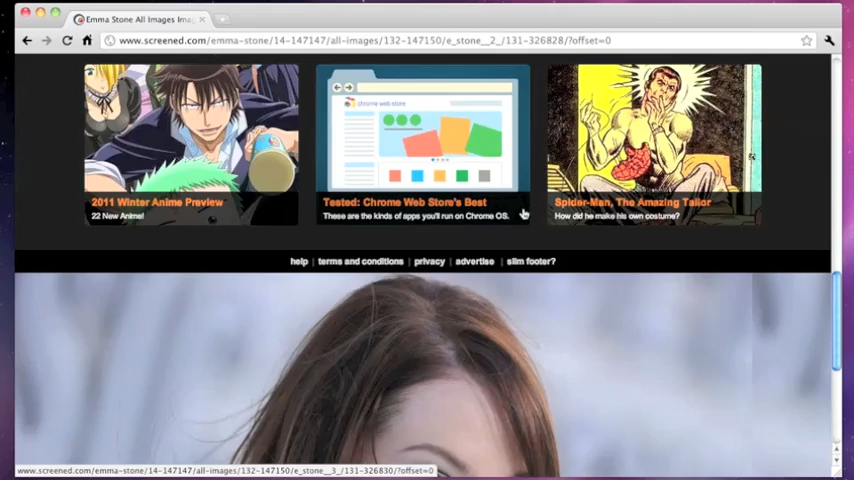 Emma Stone All Images Imag
www.screened.com/emma-stone/14-147147/all-images/132-147150/e_stone__2_/131-326828/?offset=0
chrome web store
2011 Winter Anime Preview
22 New Anime!
Tested: Chrome Web Store's Best
These are the kinds of apps you'll run on Chrome OS.
Spider-Man, The Amazing Tailor
How did he make his own costume?
help | terms and conditions | privacy | advertise | slim footer?
www.screened.com/emma-stone/14-147147/all-images/132-147150/e_stone__3_/131-326830/?offset=0